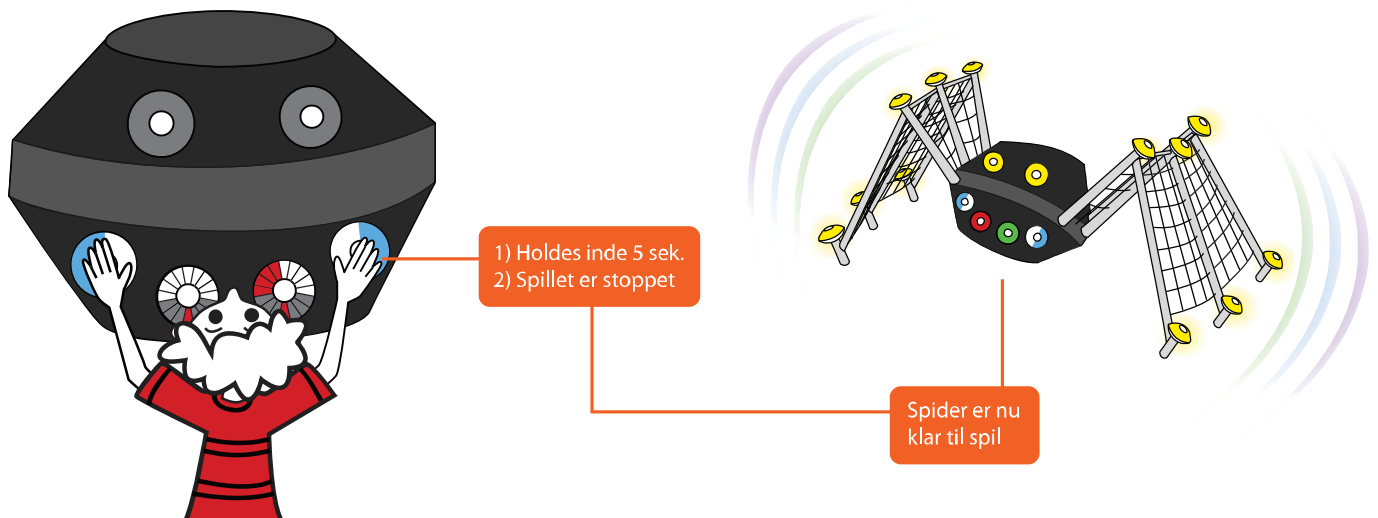 1) Holdes inde 5 sek.
2) Spillet er stoppet
Spider er nu
klar til spil